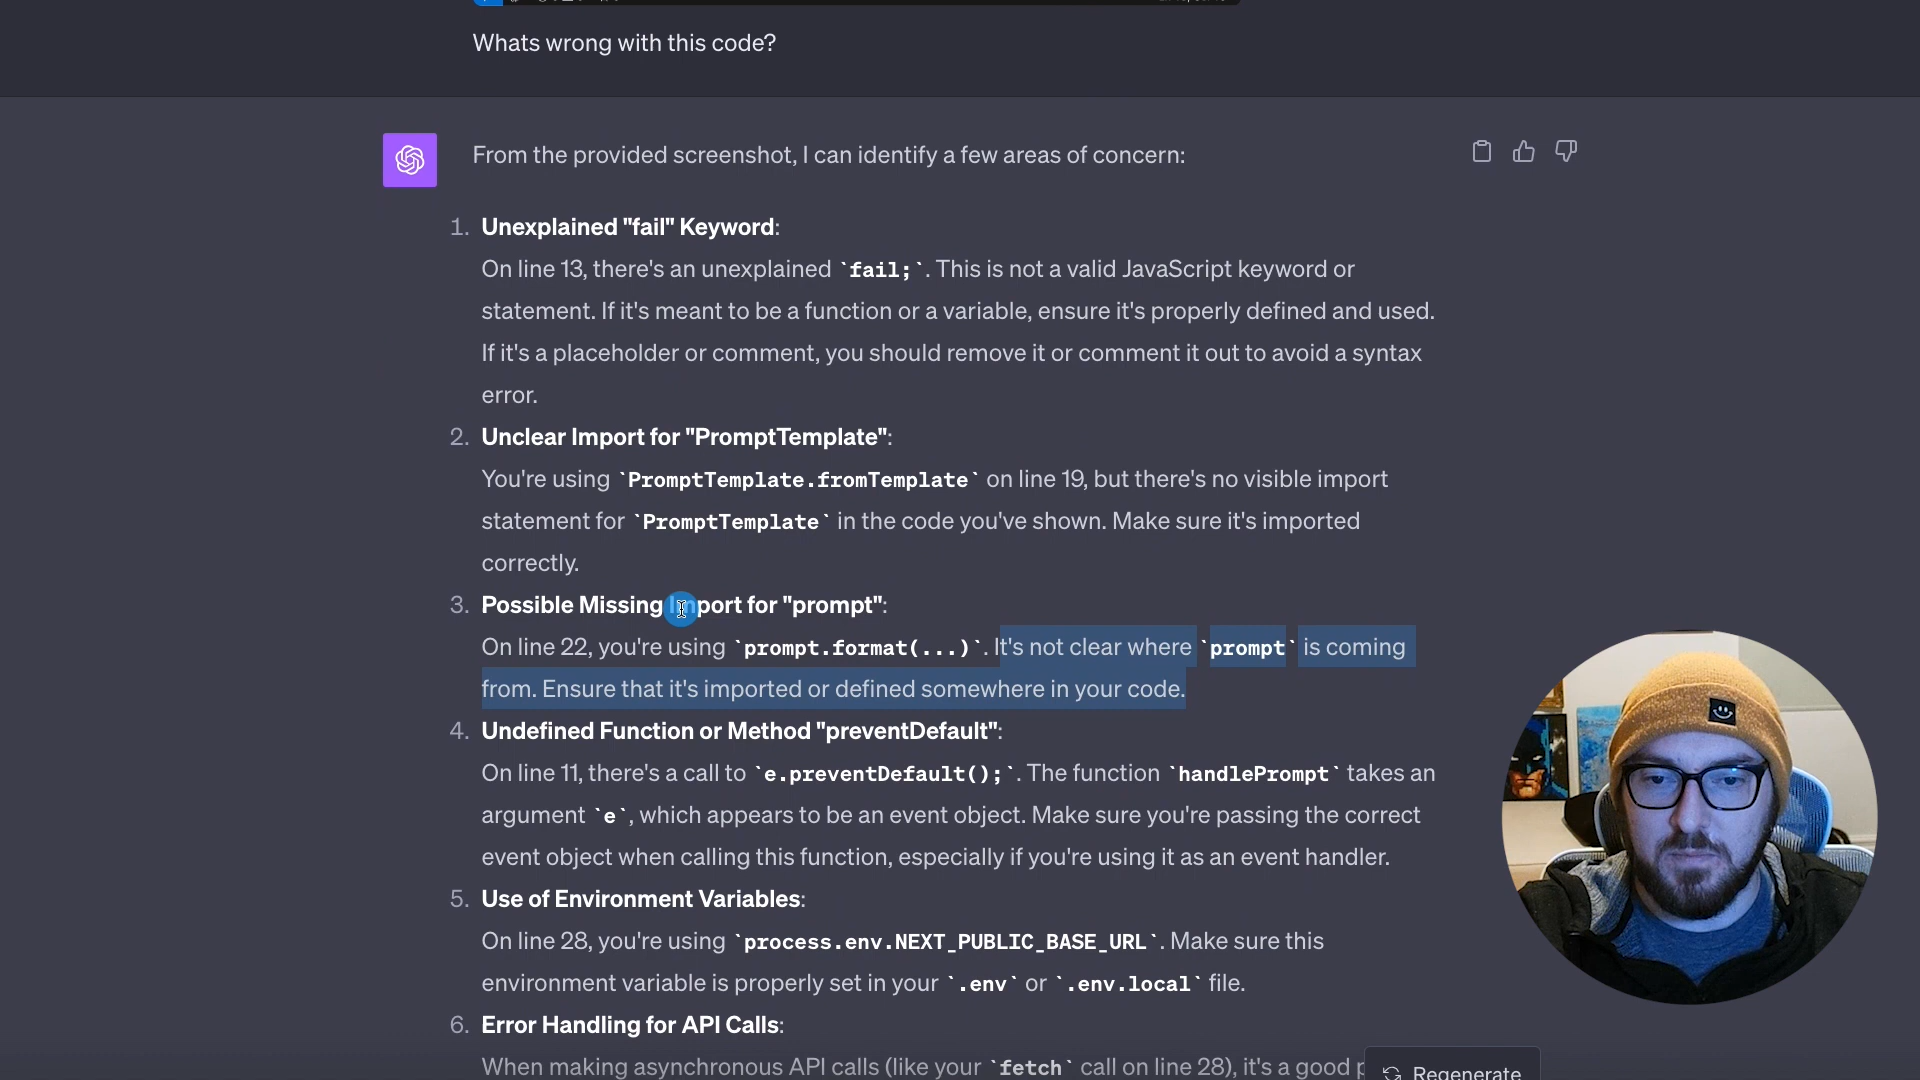 Whats wrong with this code?
From the provided screenshot, I can identify a few areas of concern:
1. Unexplained "fail" Keyword:
On line 13, there's an unexplained `fail;`. This is not a valid JavaScript keyword or
statement. If it's meant to be a function or a variable, ensure it's properly defined and used.
If it's a placeholder or comment, you should remove it or comment it out to avoid a syntax
error.
2. Unclear Import for "PromptTemplate":
You're using `PromptTemplate.fromTemplate` on line 19, but there's no visible import
statement for `PromptTemplate` in the code you've shown. Make sure it's imported
correctly.
3. Possible Missing Import for "prompt":
On line 22, you're using `prompt.format(...)`. It's not clear where `prompt` is coming
from. Ensure that it's imported or defined somewhere in your code.
4. Undefined Function or Method "preventDefault":
On line 11, there's a call to `e.preventDefault();`. The function `handlePrompt` takes an
argument `e`, which appears to be an event object. Make sure you're passing the correct
event object when calling this function, especially if you're using it as an event handler.
5. Use of Environment Variables:
On line 28, you're using `process.env.NEXT_PUBLIC_BASE_URL`. Make sure this
environment variable is properly set in your `.env` or `.env.local` file.
6. Error Handling for API Calls:
When making asynchronous API calls (like your `fetch` call on line 28), it's a good
Regenerate